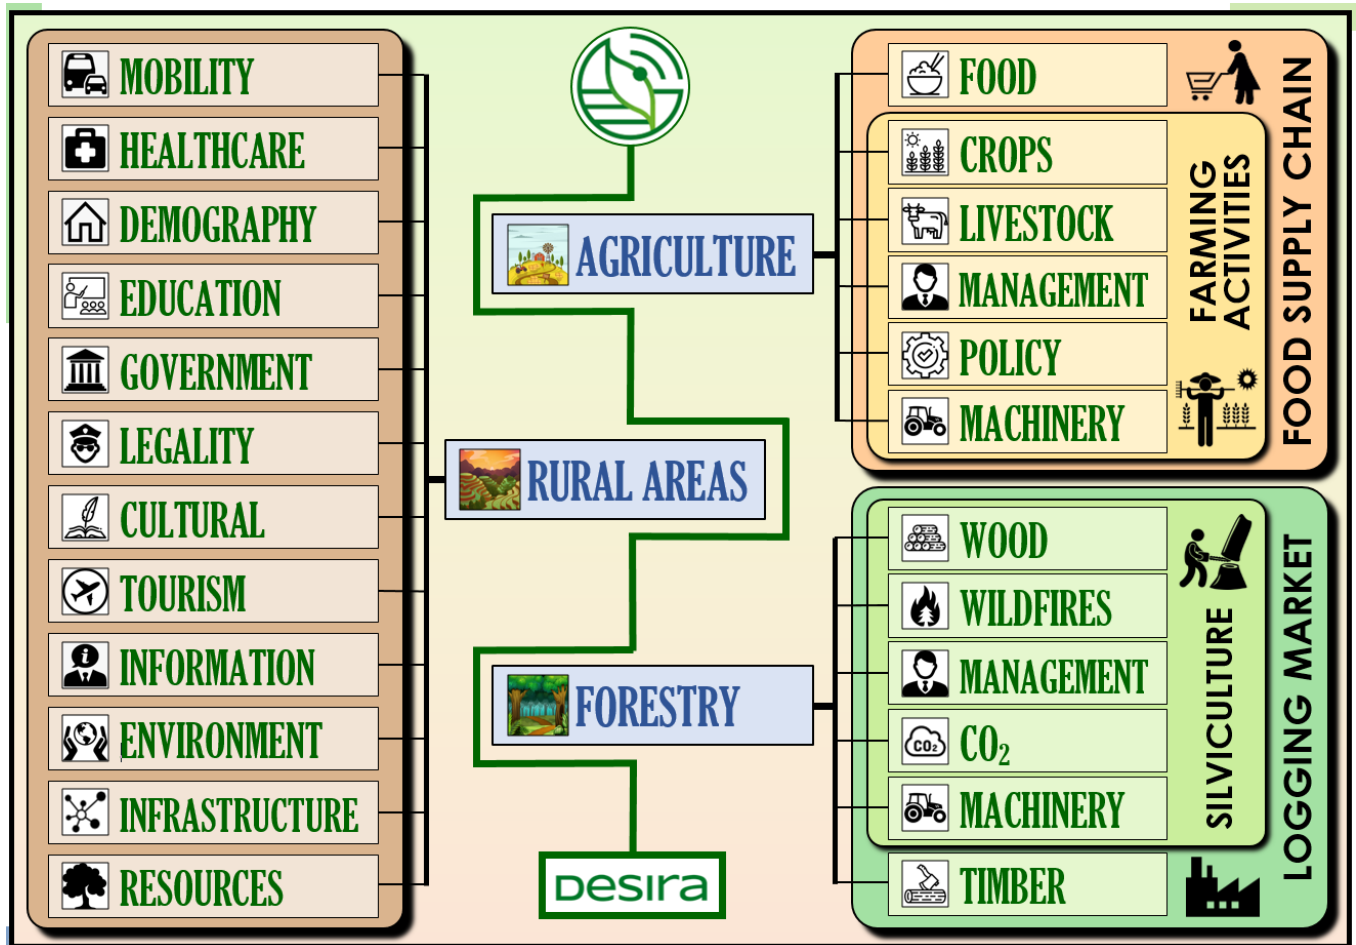 MOBILITY
HEALTHCARE
DEMOGRAPHY
EDUCATION
GOVERNMENT
LEGALITY
CULTURAL
TOURISM
INFORMATION
ENVIRONMENT
INFRASTRUCTURE
RESOURCES
AGRICULTURE
RURAL AREAS
FORESTRY
DESIRA
FOOD
CROPS
LIVESTOCK
MANAGEMENT
POLICY
MACHINERY
FARMING
ACTIVITIES
FOOD SUPPLY CHAIN
WOOD
WILDFIRES
MANAGEMENT
CO₂
CO₂
MACHINERY
TIMBER
SILVICULTURE
LOGGING MARKET